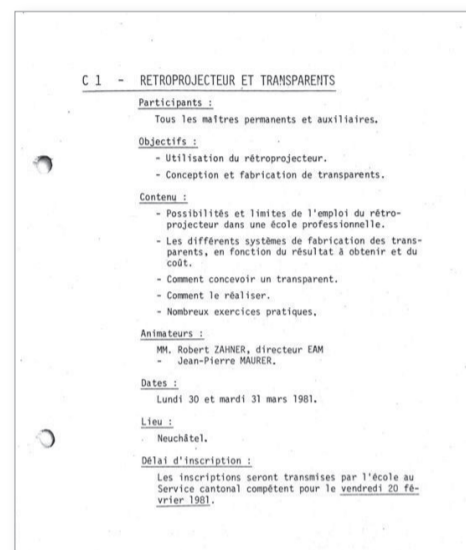 C 1 - RETROPROJECTEUR ET TRANSPARENTS
Participants :
Tous les maîtres permanents et auxiliaires.
Objectifs :
- Utilisation du rétroprojecteur.
- Conception et fabrication de transparents.
Contenu :
- Possibilités et limites de l'emploi du rétro-
projecteur dans une école professionnelle.
- Les différents systèmes de fabrication des trans-
parents, en fonction du résultat à obtenir et du
coût.
- Comment concevoir un transparent.
- Comment le réaliser.
- Nombreux exercices pratiques.
Animateurs :
MM. Robert ZAHNER, directeur EAM
- Jean-Pierre MAURER.
Dates :
Lundi 30 et mardi 31 mars 1981.
Lieu :
Neuchâtel.
Délai d'inscription :
Les inscriptions seront transmises par l'école au
Service cantonal compétent pour le vendredi 20 fé-
vrier 1981.